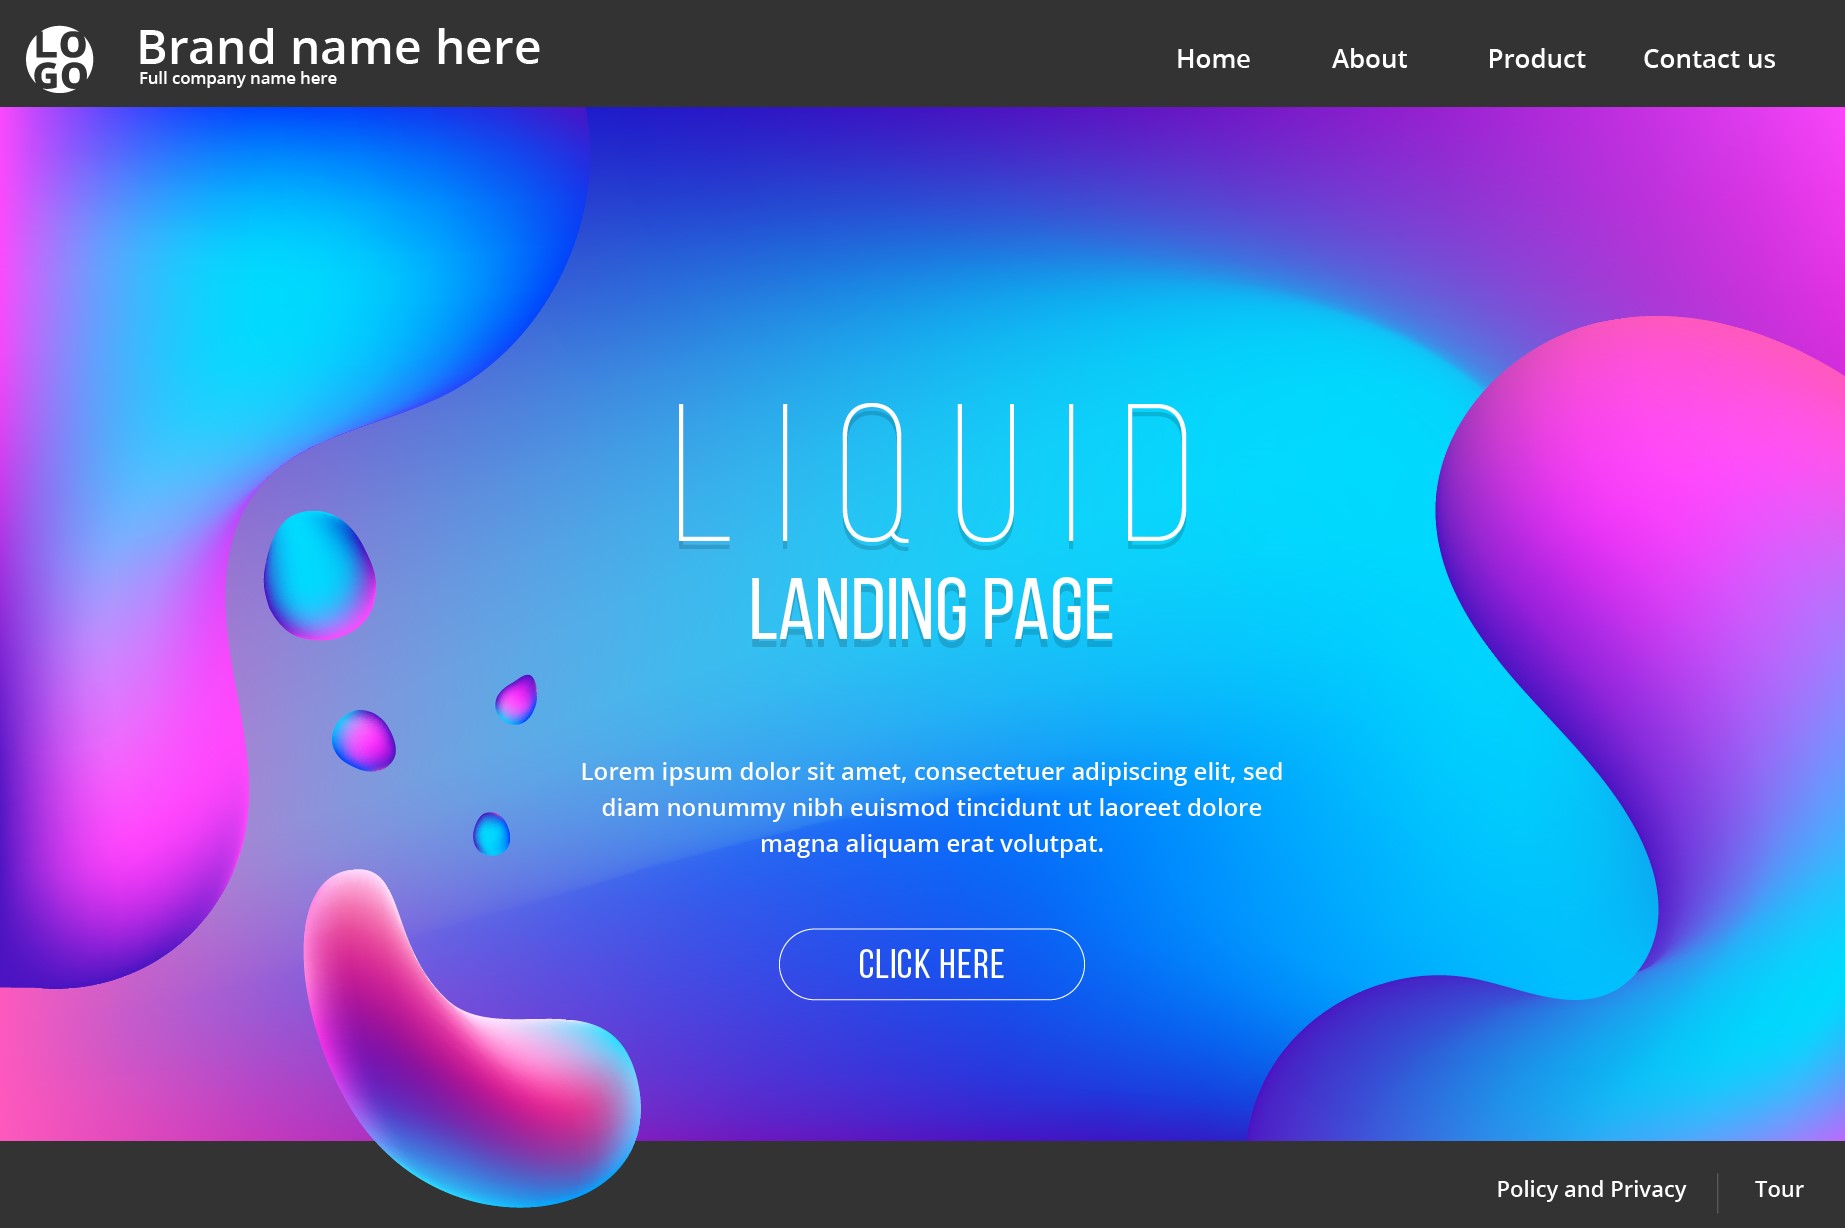 LO
GO
Brand name here
Full company name here
Home About Product Contact us
LIQUID
LANDING PAGE
Lorem ipsum dolor sit amet, consectetuer adipiscing elit, sed
diam nonummy nibh euismod tincidunt ut laoreet dolore
magna aliquam erat volutpat.
CLICK HERE
Policy and Privacy Tour